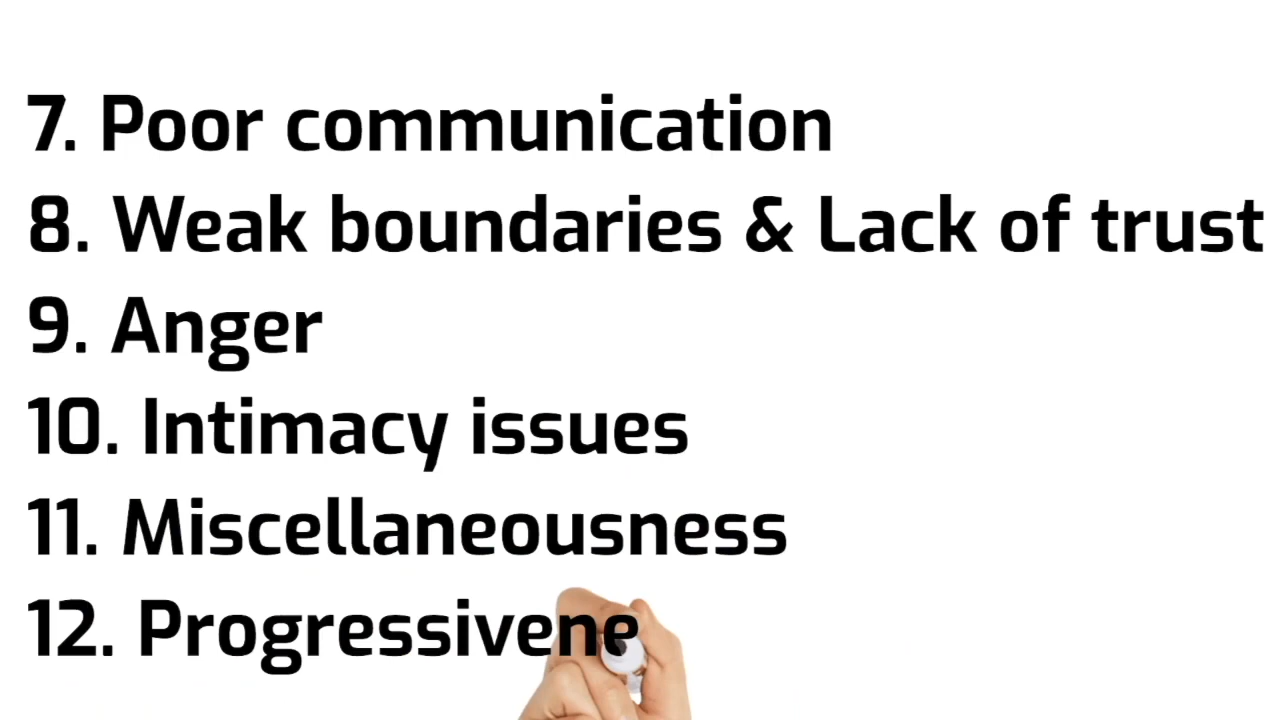 7. Poor communication
8. Weak boundaries & Lack of trust
9. Anger
10. Intimacy issues
11. Miscellaneousness
12. Progressivene